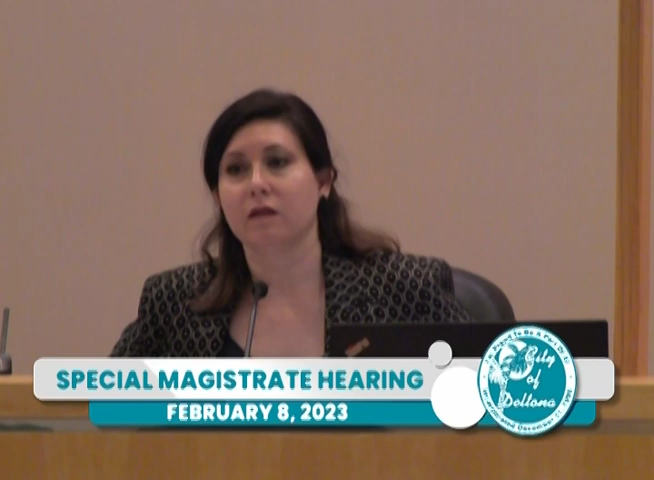 SPECIAL MAGISTRATE HEARING
FEBRUARY 8, 2023
City
of
Deltona